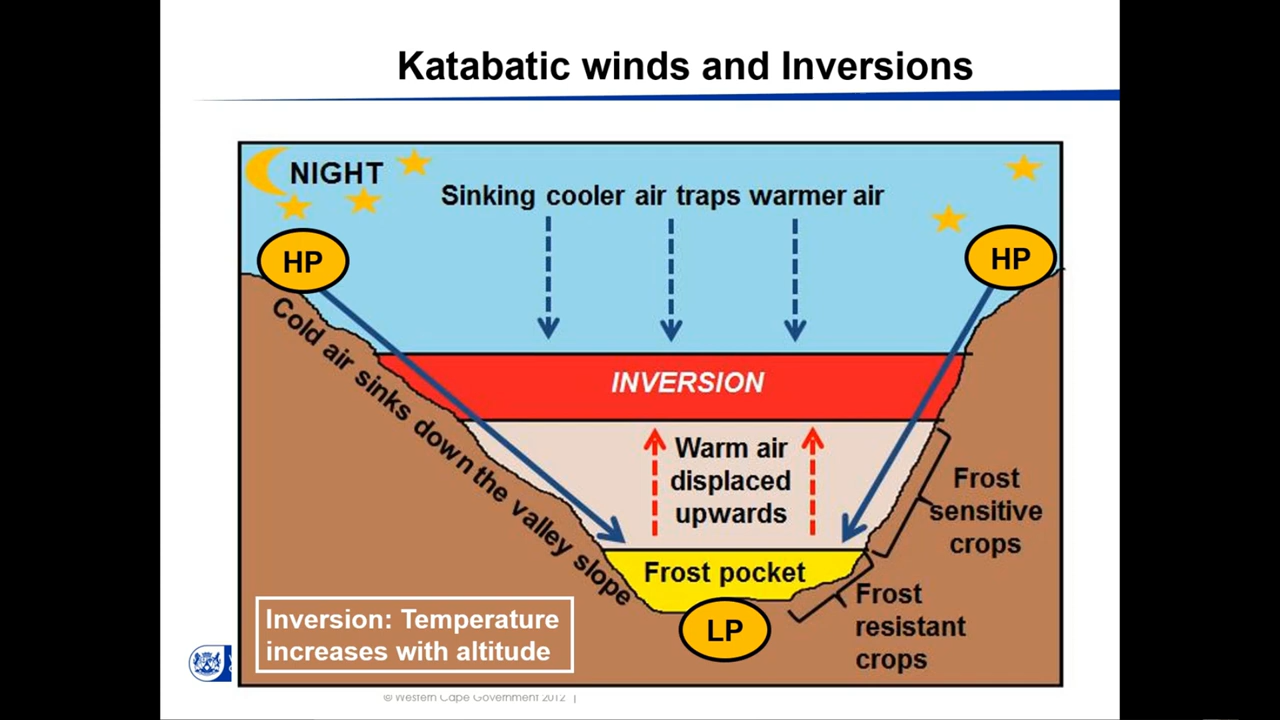 Katabatic winds and Inversions
NIGHT
Sinking cooler air traps warmer air
HP
HP
Cold air sinks down the valley slope
INVERSION
Warm air
displaced
upwards
Frost
sensitive
crops
Frost pocket
Frost
resistant
crops
LP
Inversion: Temperature
increases with altitude
© Western Cape Government 2012 |